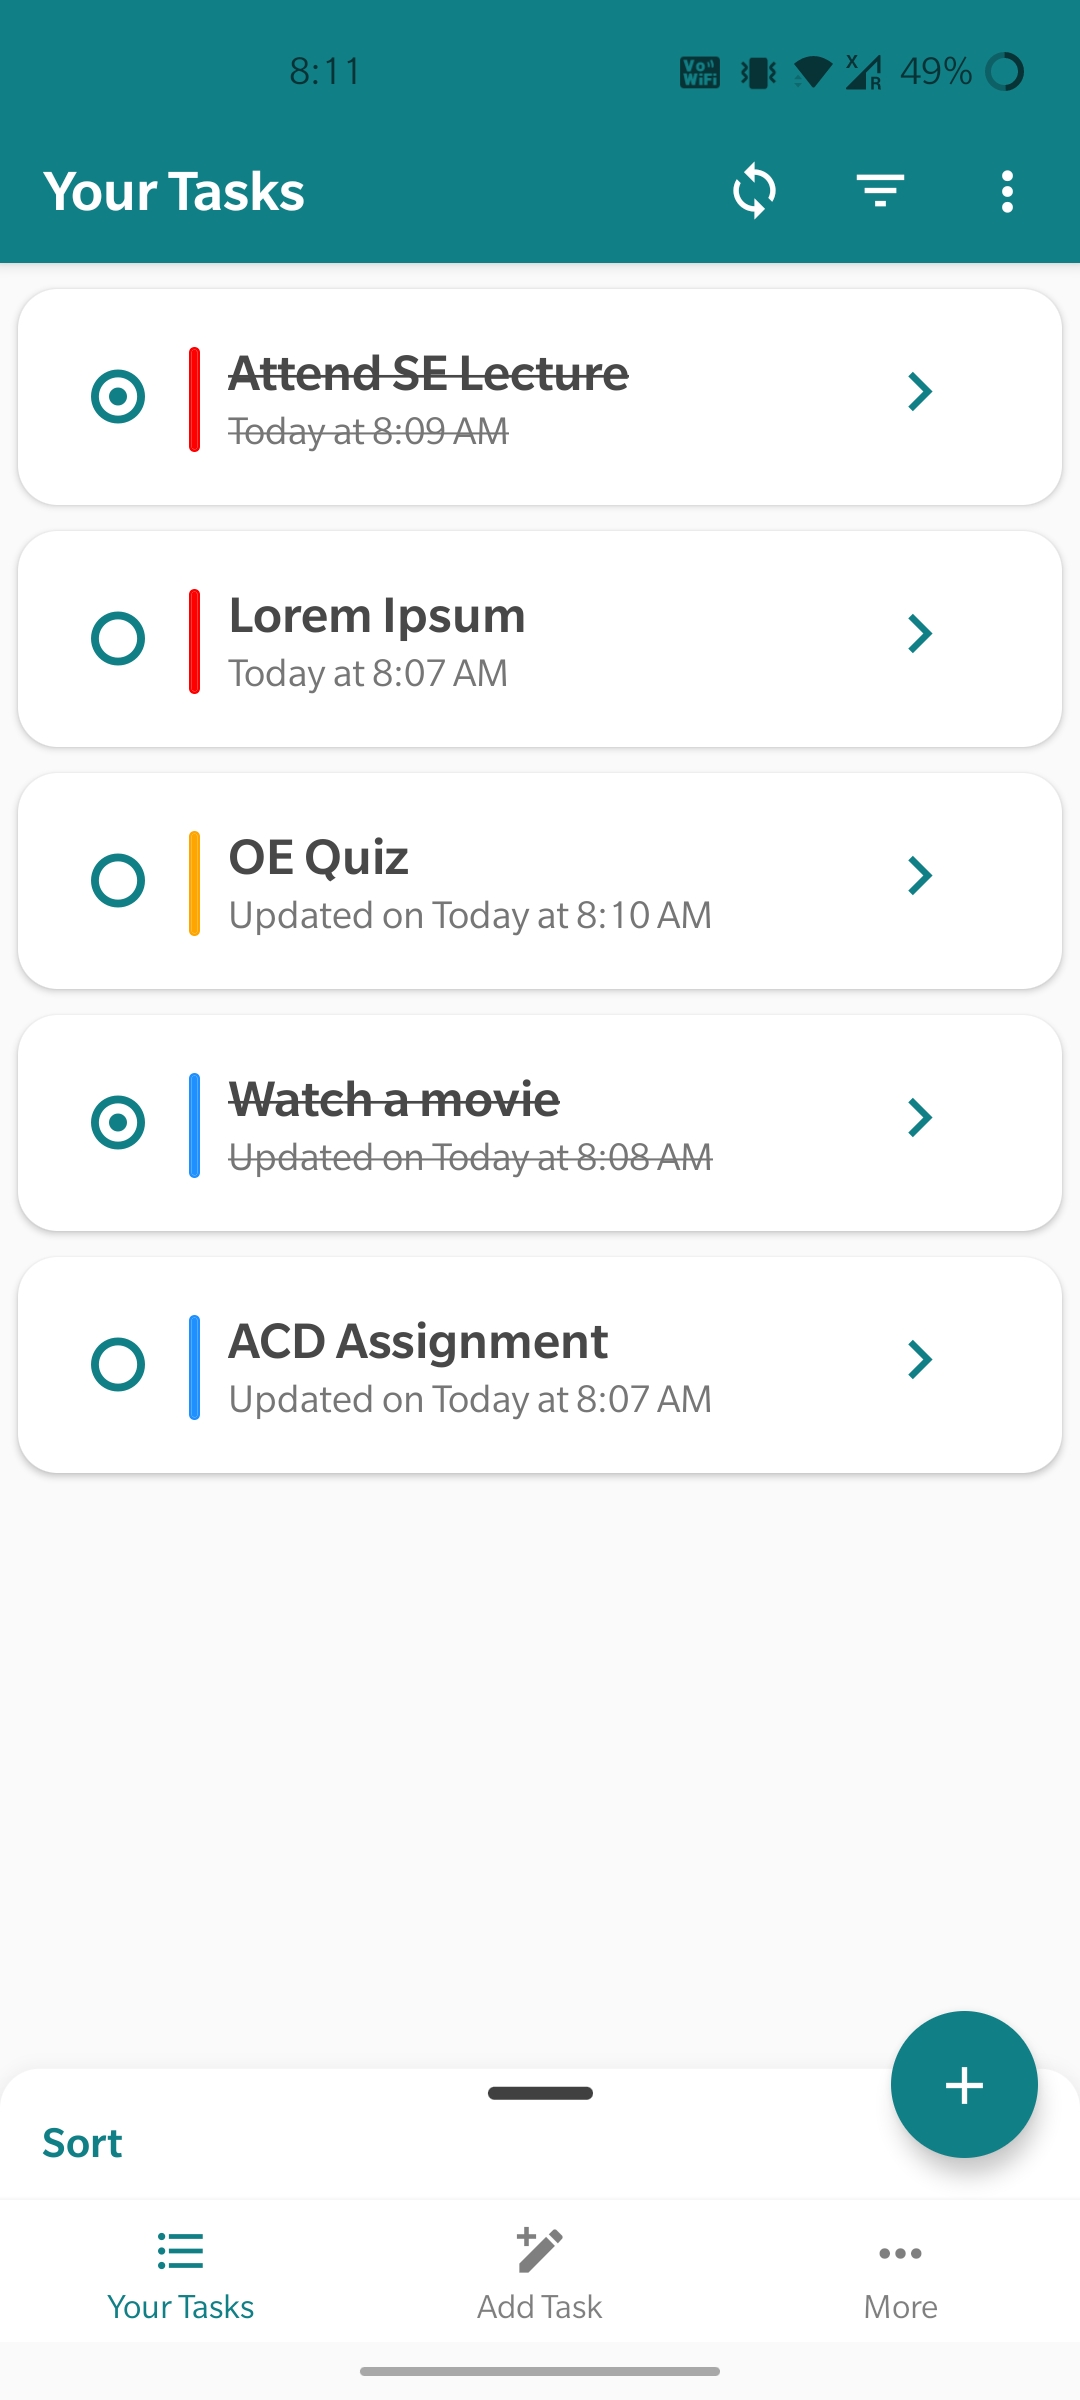 8:11
Vo WiFi
X
R
49%
Your Tasks
Attend SE Lecture
Today at 8:09 AM
Lorem Ipsum
Today at 8:07 AM
OE Quiz
Updated on Today at 8:10 AM
Watch a movie
Updated on Today at 8:08 AM
ACD Assignment
Updated on Today at 8:07 AM
Sort
Your Tasks
Add Task
More